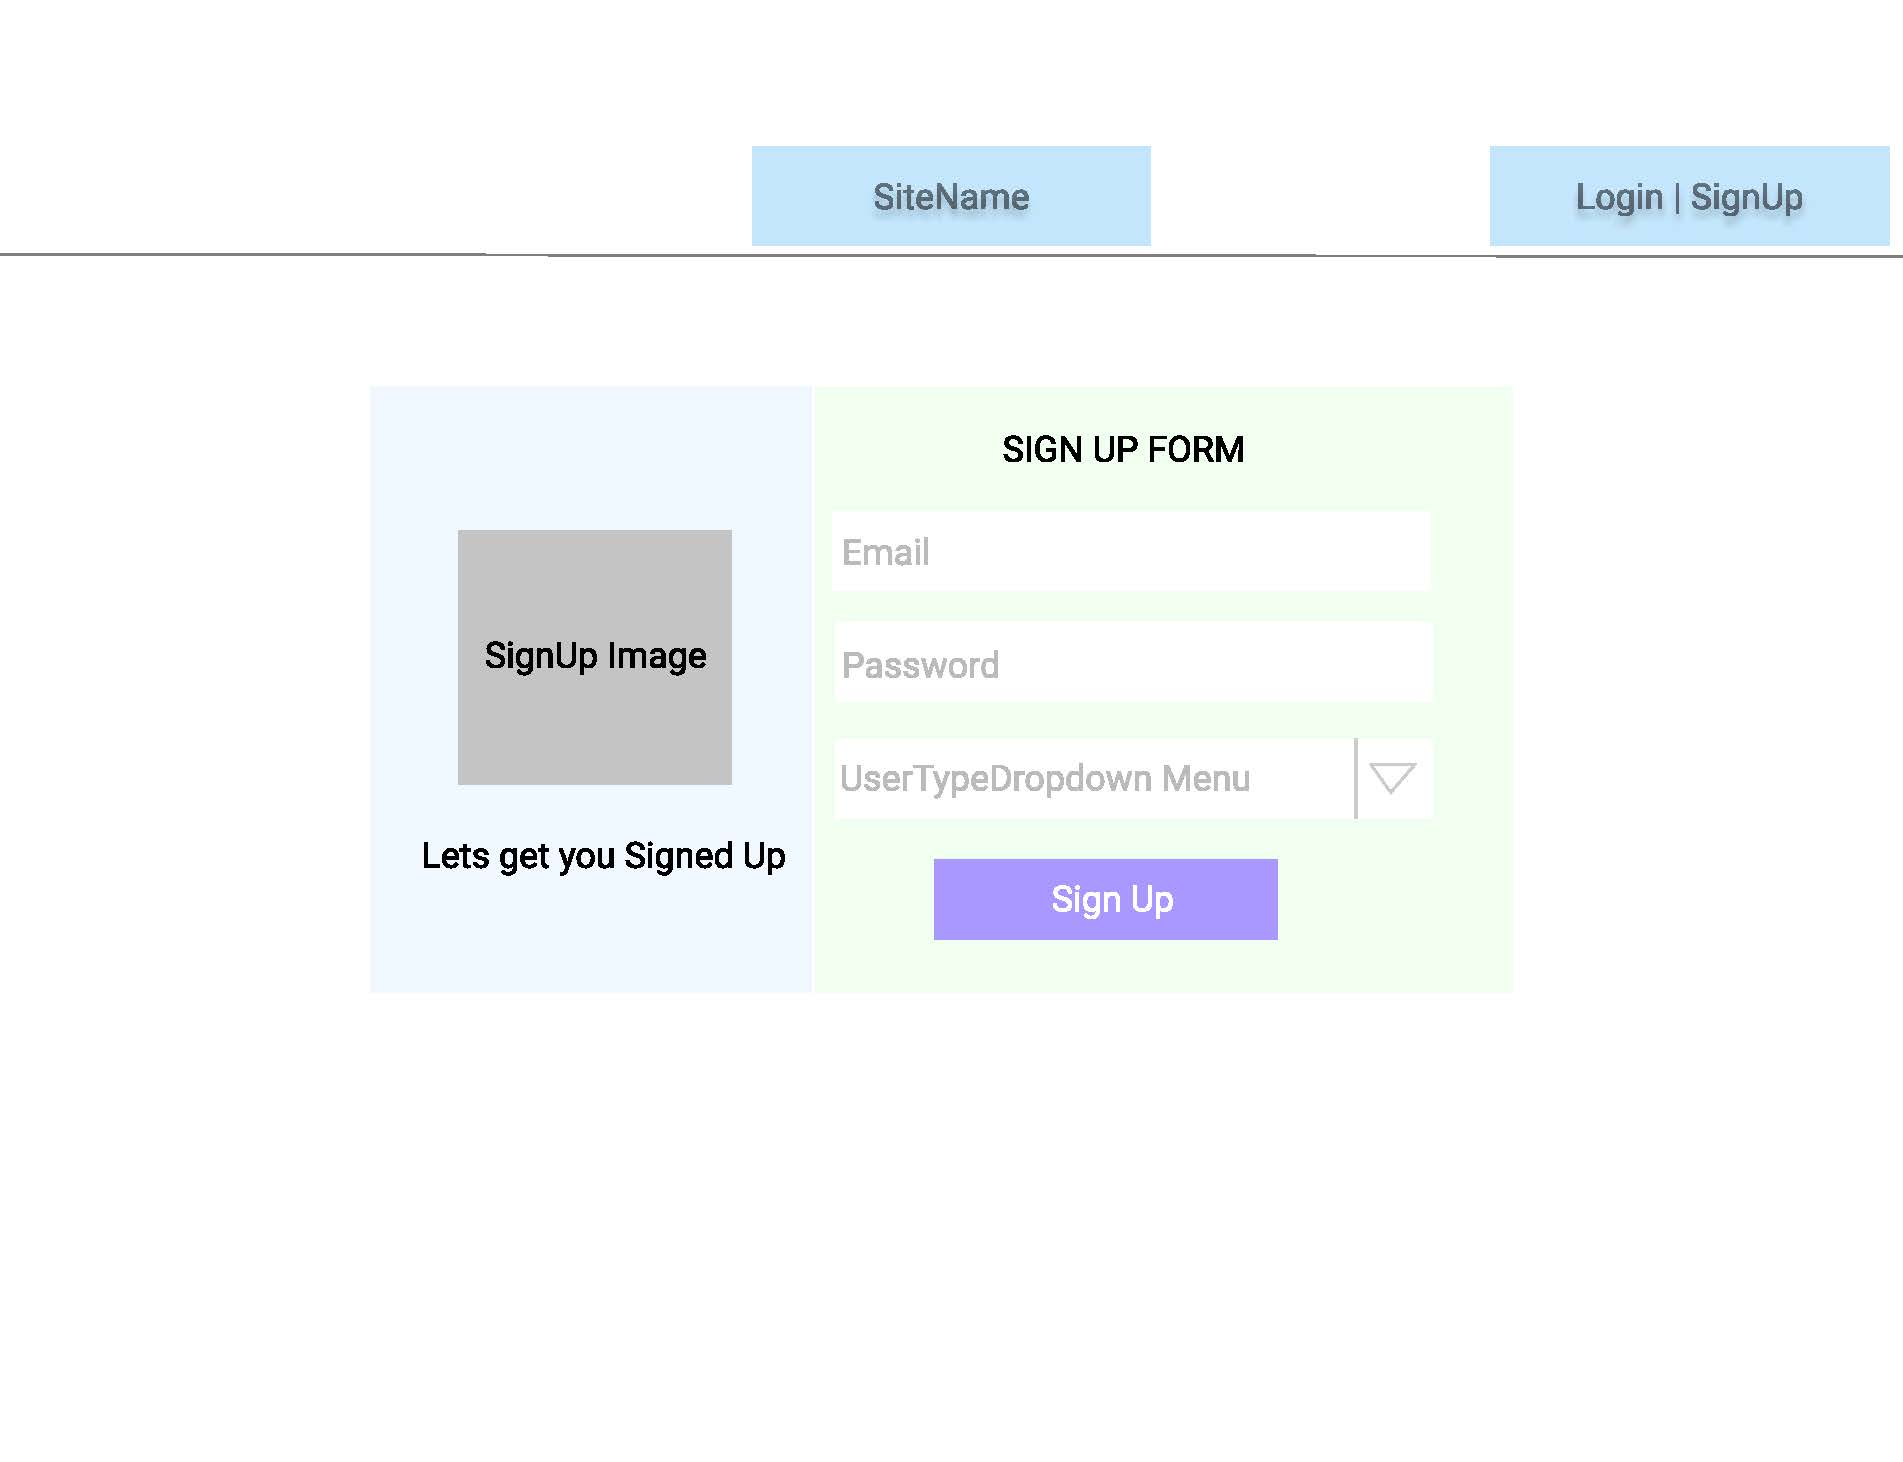 SiteName
Login | SignUp
SIGN UP FORM
Email
Password
UserTypeDropdown Menu
Sign Up
SignUp Image
Lets get you Signed Up